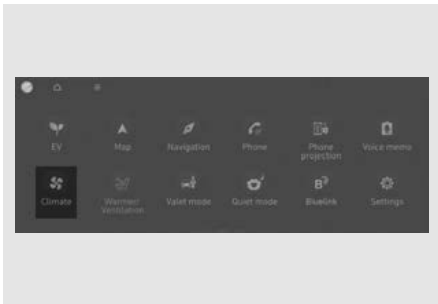 EV
Map
Navigation
Phone
Phone
projection
Voice memo
Climate
Warmer/
Ventilation
Valet mode
Quiet mode
Bluelink
Settings